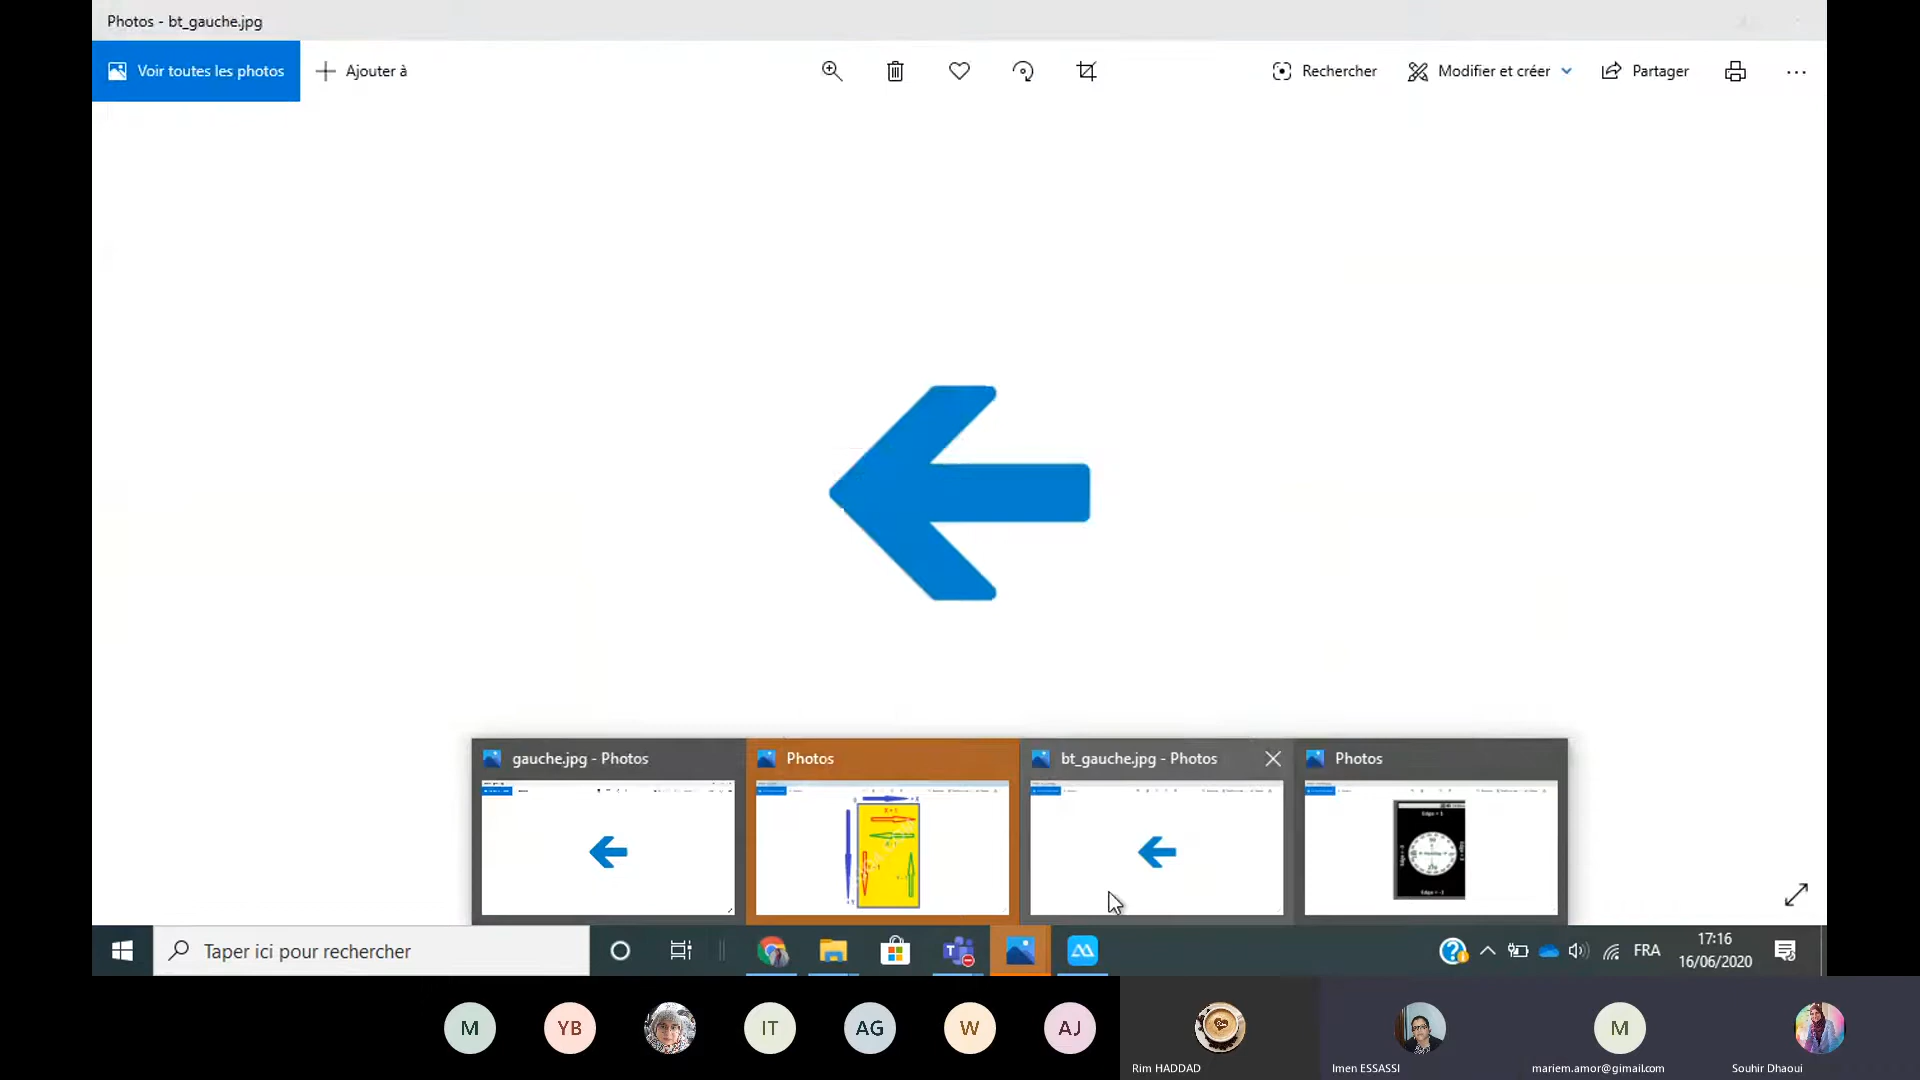 Photos - bt_gauche.jpg
Voir toutes les photos
Ajouter à
Rechercher
Modifier et créer
Partager
gauche.jpg - Photos
Photos
bt_gauche.jpg - Photos
Photos
Taper ici pour rechercher
FRA
17:16
16/06/2020
M
YB
IT
AG
W
AJ
M
Rim HADDAD
Imen ESSASSI
mariem.amor@gimail.com
Souhir Dhaoui